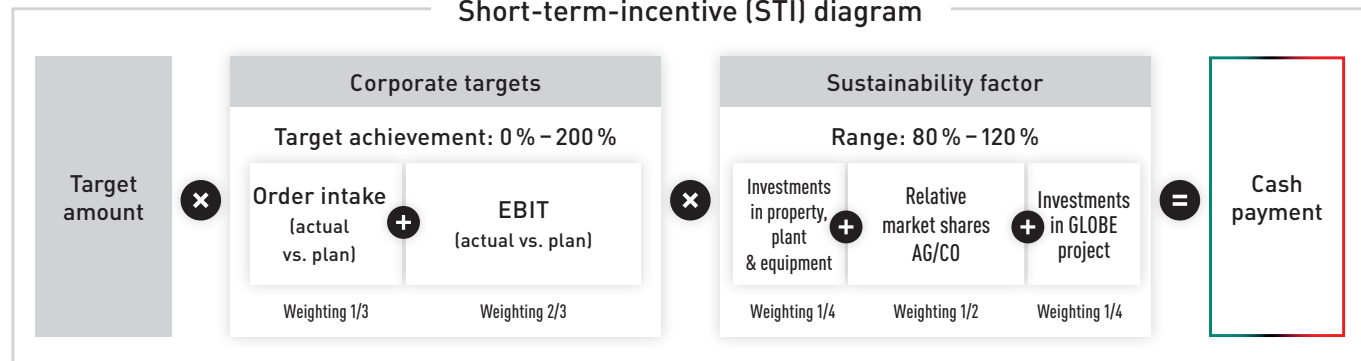 Short-term-incentive (STI) diagram
Target
amount
×
Corporate targets
Target achievement: 0 % – 200 %
Order intake
(actual
vs. plan)
+
EBIT
(actual vs. plan)
Weighting 1/3
Weighting 2/3
×
Sustainability factor
Range: 80 % – 120 %
Investments
in property,
plant
& equipment
+
Relative
market shares
AG/CO
+
Investments
in GLOBE
project
Weighting 1/4
Weighting 1/2
Weighting 1/4
=
Cash
payment